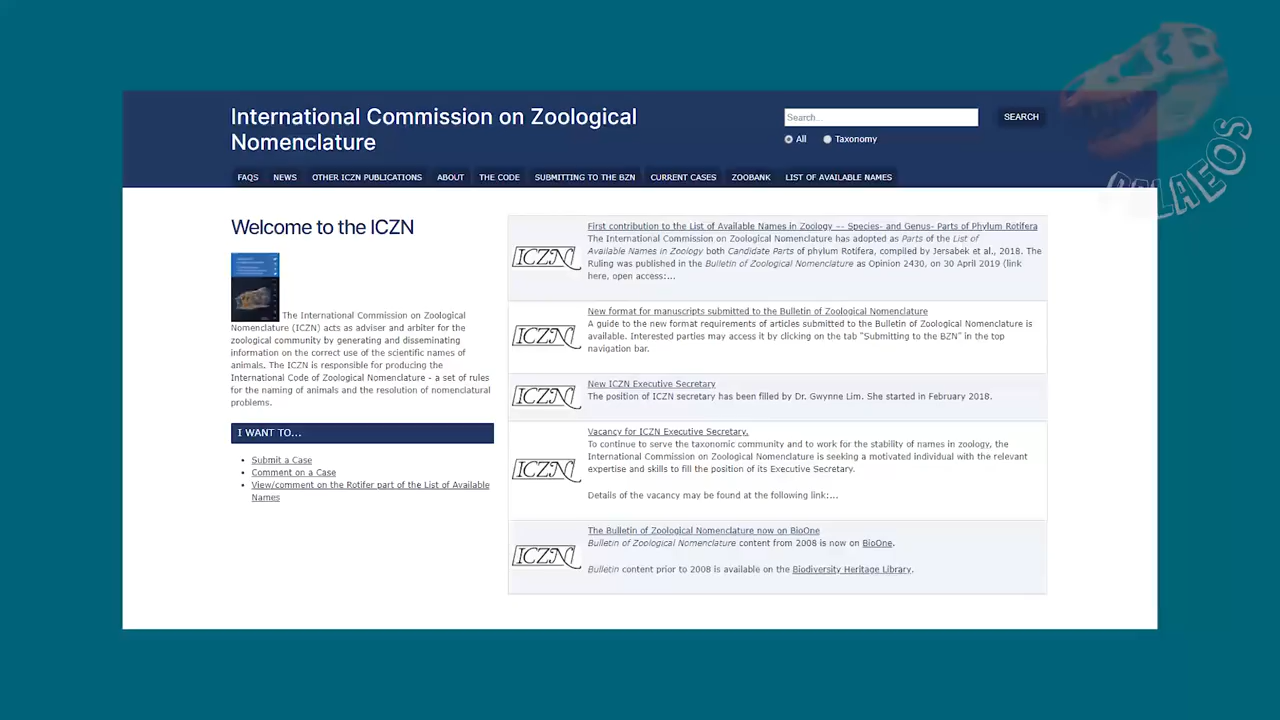 International Commission on Zoological
Nomenclature
Search...
SEARCH
All
Taxonomy
FAQS
NEWS
OTHER ICZN PUBLICATIONS
ABOUT
THE CODE
SUBMITTING TO THE BZN
CURRENT CASES
ZOOBANK
LIST OF AVAILABLE NAMES
PALAEOS
Welcome to the ICZN
The International Commission on Zoological
Nomenclature (ICZN) acts as adviser and arbiter for the
zoological community by generating and disseminating
information on the correct use of the scientific names of
animals. The ICZN is responsible for producing the
International Code of Zoological Nomenclature - a set of rules
for the naming of animals and the resolution of nomenclatural
problems.
I WANT TO...
• Submit a Case
• Comment on a Case
• View/comment on the Rotifer part of the List of Available
Names
ICZN
First contribution to the List of Available Names in Zoology -- Species- and Genus- Parts of Phylum Rotifera
The International Commission on Zoological Nomenclature has adopted as Parts of the List of
Available Names in Zoology both Candidate Parts of phylum Rotifera, compiled by Jersabek et al., 2018. The
Ruling was published in the Bulletin of Zoological Nomenclature as Opinion 2430, on 30 April 2019 (link
here, open access:...
ICZN
New format for manuscripts submitted to the Bulletin of Zoological Nomenclature
A guide to the new format requirements of articles submitted to the Bulletin of Zoological Nomenclature is
available. Interested parties may access it by clicking on the tab "Submitting to the BZN" in the top
navigation bar.
ICZN
New ICZN Executive Secretary
The position of ICZN secretary has been filled by Dr. Gwynne Lim. She started in February 2018.
ICZN
Vacancy for ICZN Executive Secretary.
To continue to serve the taxonomic community and to work for the stability of names in zoology, the
International Commission on Zoological Nomenclature is seeking a motivated individual with the relevant
expertise and skills to fill the position of its Executive Secretary.
Details of the vacancy may be found at the following link:...
ICZN
The Bulletin of Zoological Nomenclature now on BioOne
Bulletin of Zoological Nomenclature content from 2008 is now on BioOne.
Bulletin content prior to 2008 is available on the Biodiversity Heritage Library.